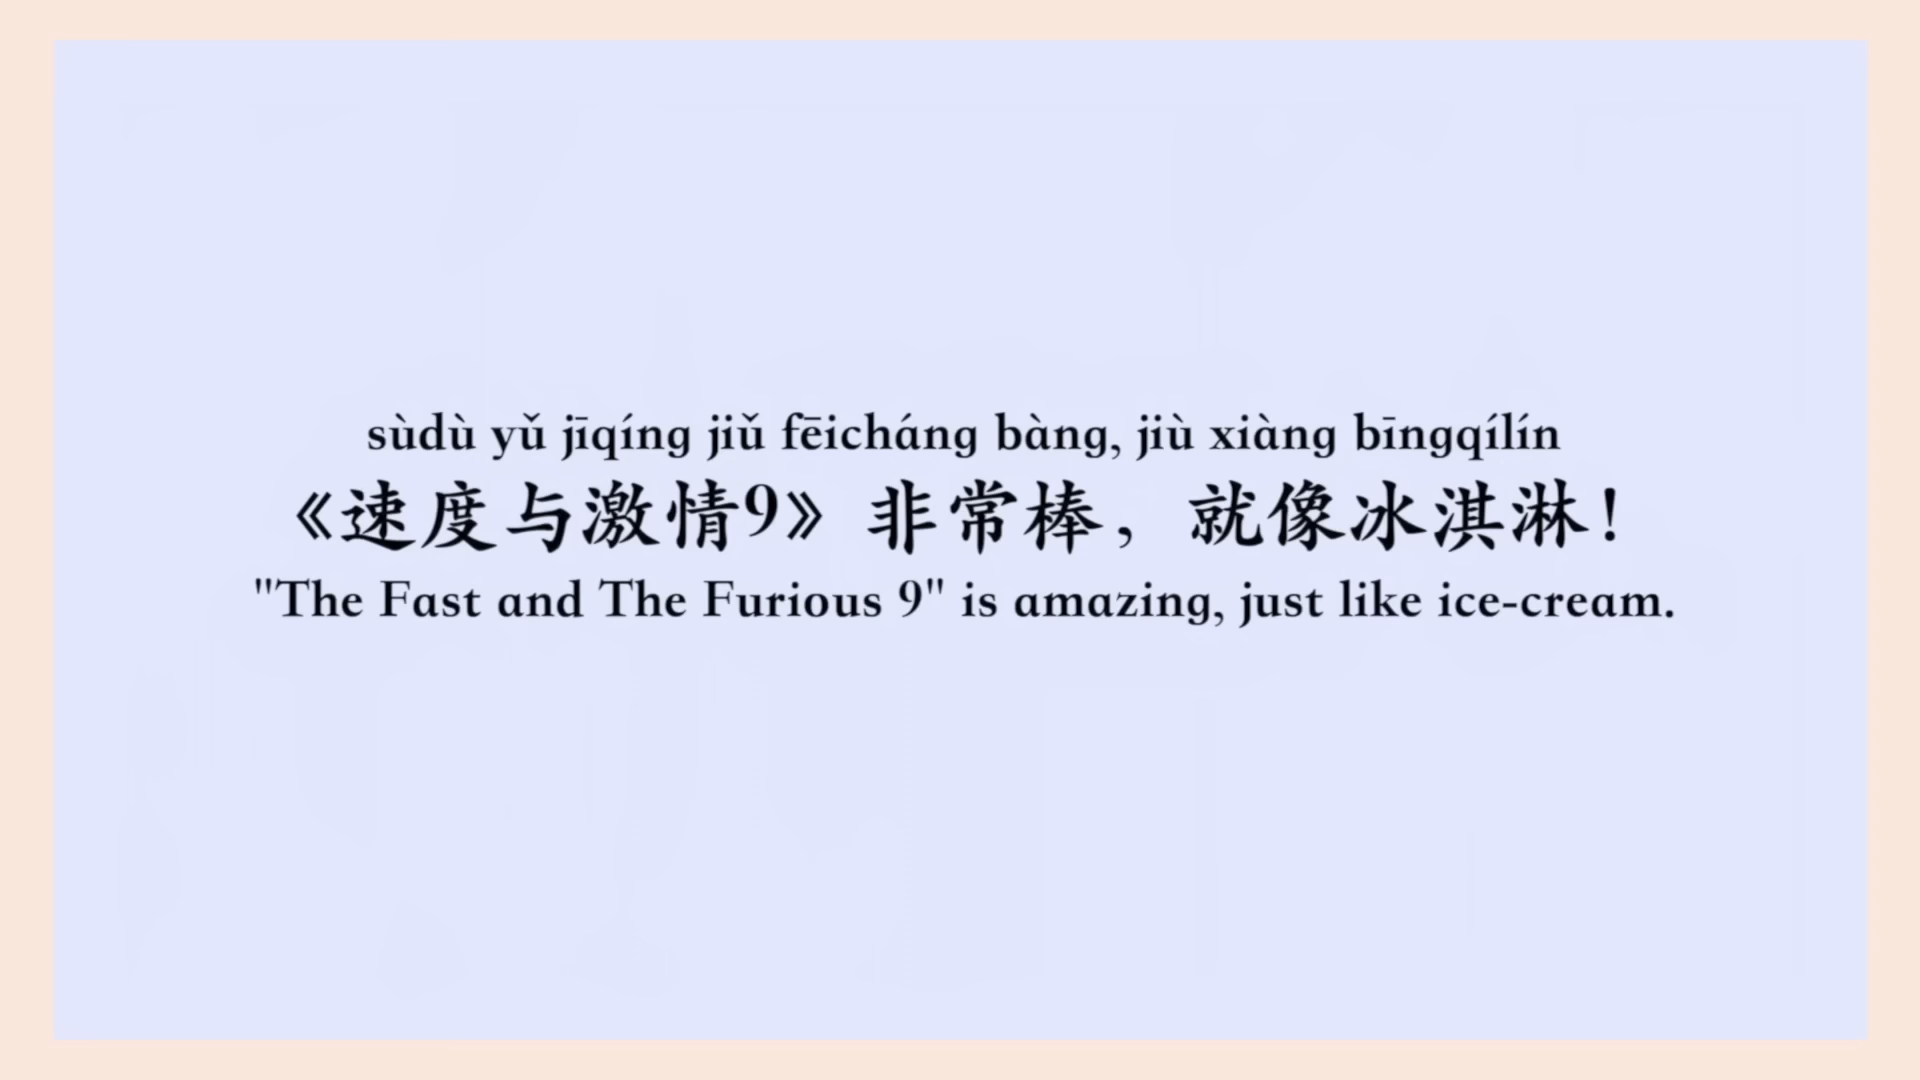 sùdù yǔ jīqíng jiǔ fēicháng bàng, jiù xiàng bīngqílín
《速度与激情9》非常棒，就像冰淇淋！
"The Fast and The Furious 9" is amazing, just like ice-cream.